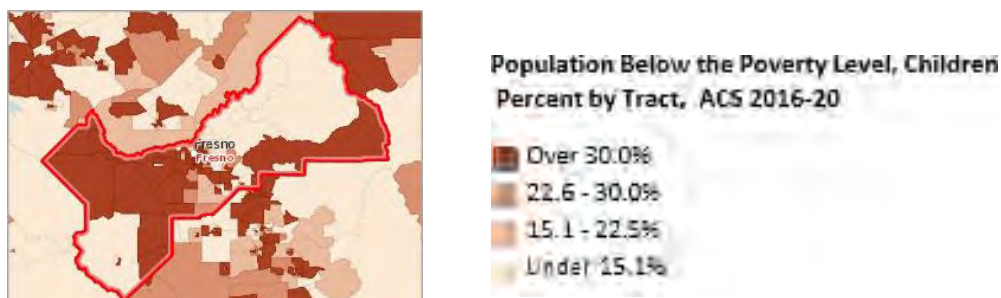 Fresno
Fresno
Population Below the Poverty Level, Children
Percent by Tract, ACS 2016-20
Over 30.0%
22.6 - 30.0%
15.1 - 22.5%
Under 15.1%